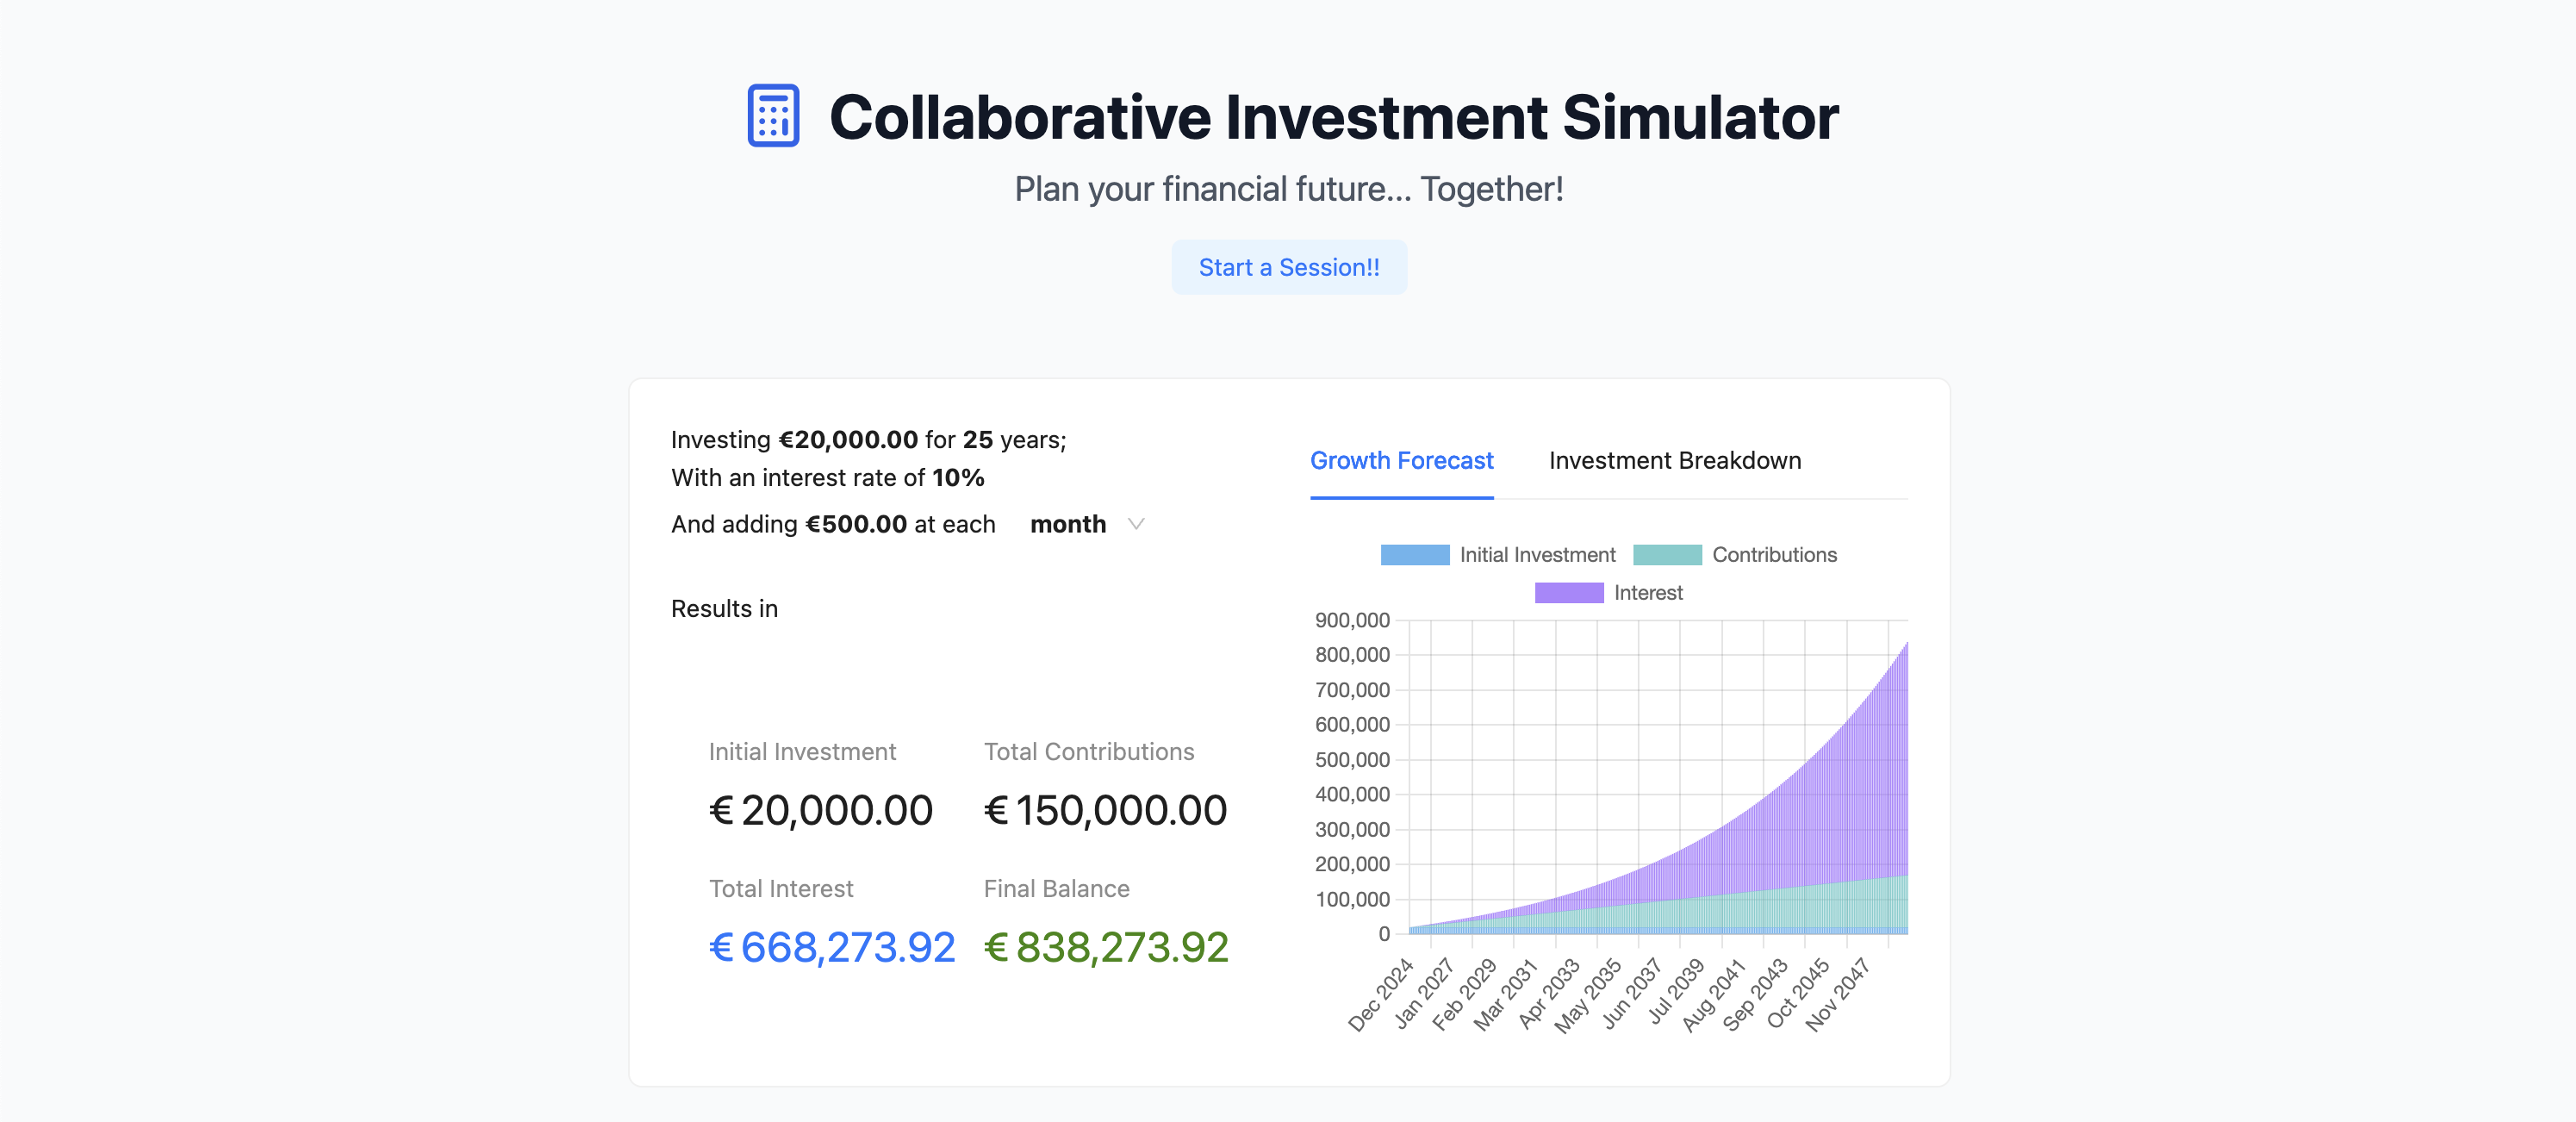 Collaborative Investment Simulator
Plan your financial future... Together!
Start a Session!!
Investing €20,000.00 for 25 years;
With an interest rate of 10%
And adding €500.00 at each month
Results in
Initial Investment Total Contributions
€ 20,000.00 € 150,000.00
Total Interest Final Balance
€ 668,273.92 € 838,273.92
Growth Forecast Investment Breakdown
Initial Investment Contributions
Interest
900,000
800,000
700,000
600,000
500,000
400,000
300,000
200,000
100,000
0
Dec 2024
Jan 2027
Feb 2029
Mar 2031
Apr 2033
May 2035
Jun 2037
Jul 2039
Aug 2041
Sep 2043
Oct 2045
Nov 2047